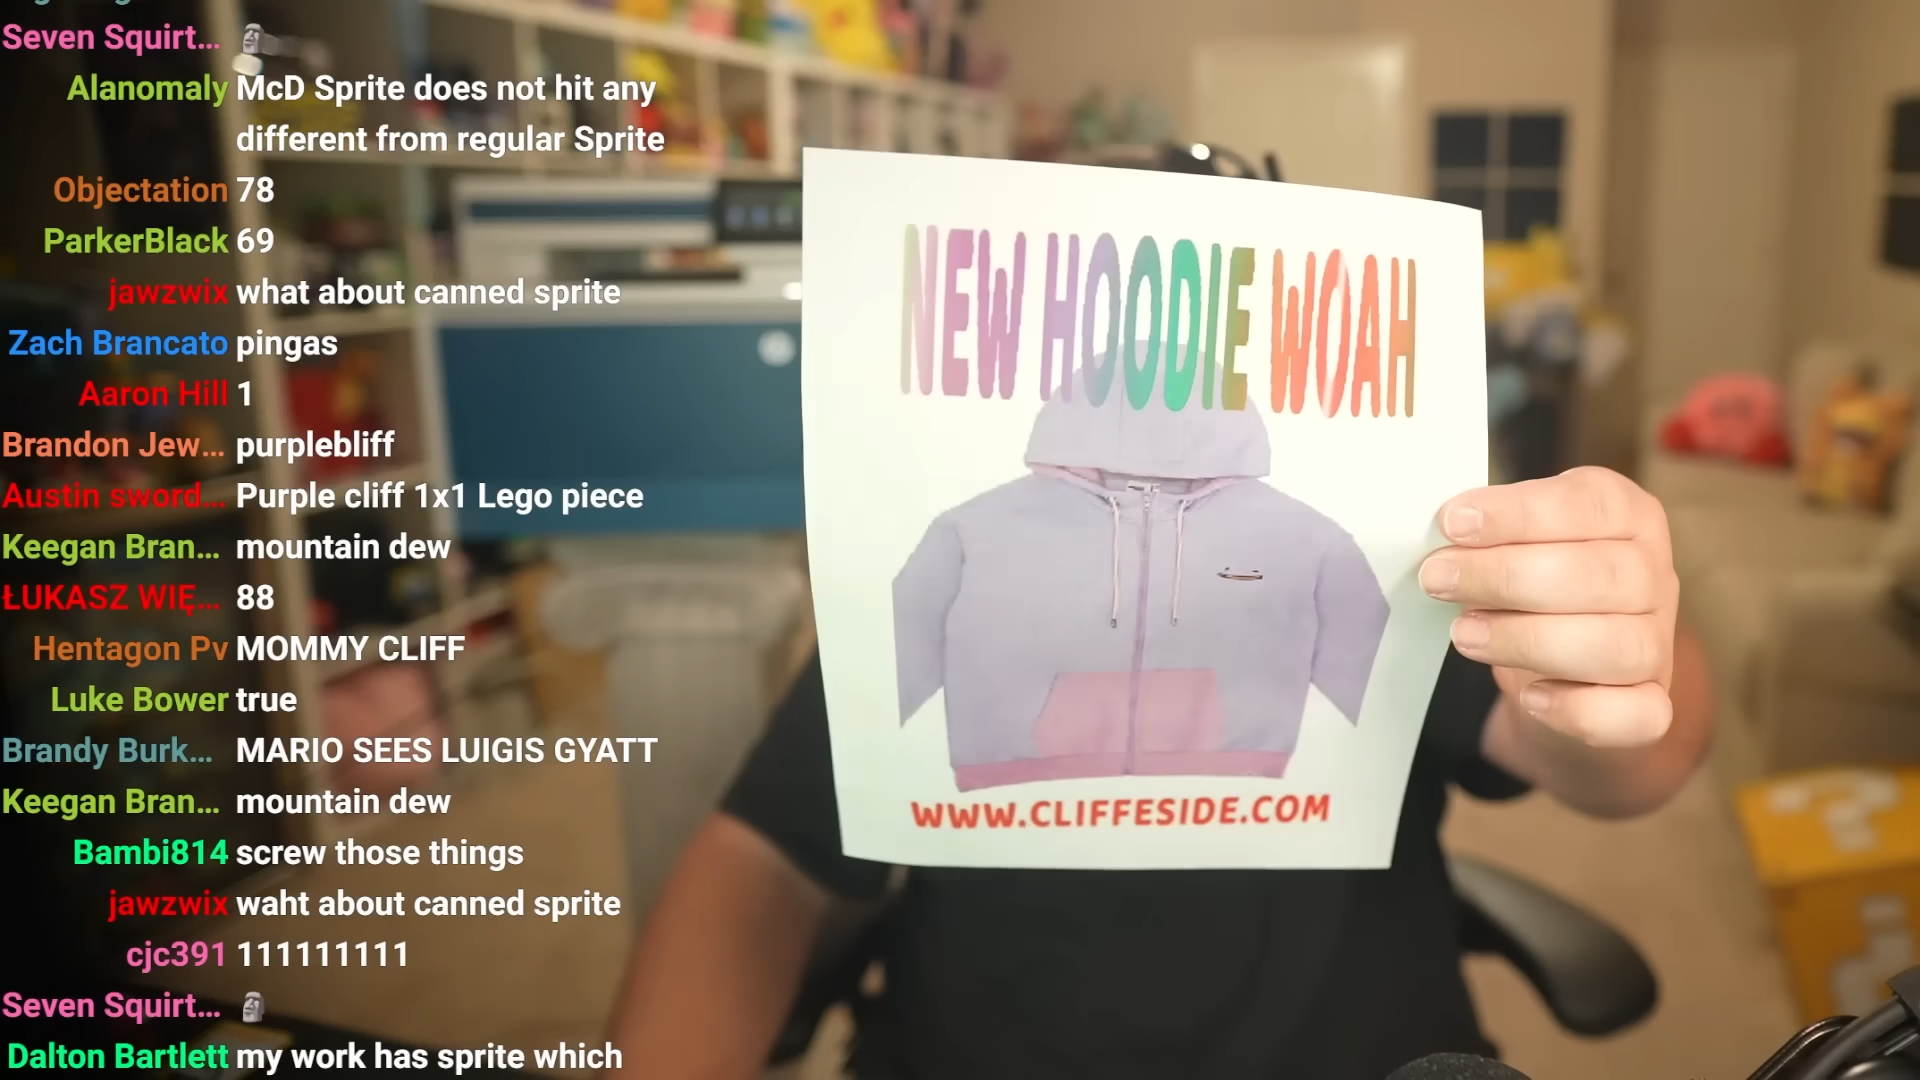 Seven Squirt... 🗿
Alanomaly McD Sprite does not hit any
different from regular Sprite
Objectation 78
ParkerBlack 69
jawzwix what about canned sprite
Zach Brancato pingas
Aaron Hill 1
Brandon Jew... purplebliff
Austin sword... Purple cliff 1x1 Lego piece
Keegan Bran... mountain dew
ŁUKASZ WIĘ... 88
Hentagon Pv MOMMY CLIFF
Luke Bower true
Brandy Burk... MARIO SEES LUIGIS GYATT
Keegan Bran... mountain dew
Bambi814 screw those things
jawzwix waht about canned sprite
cjc391 111111111
Seven Squirt... 🗿
Dalton Bartlett my work has sprite which
NEW HOODIE WOAH
WWW.CLIFFESIDE.COM